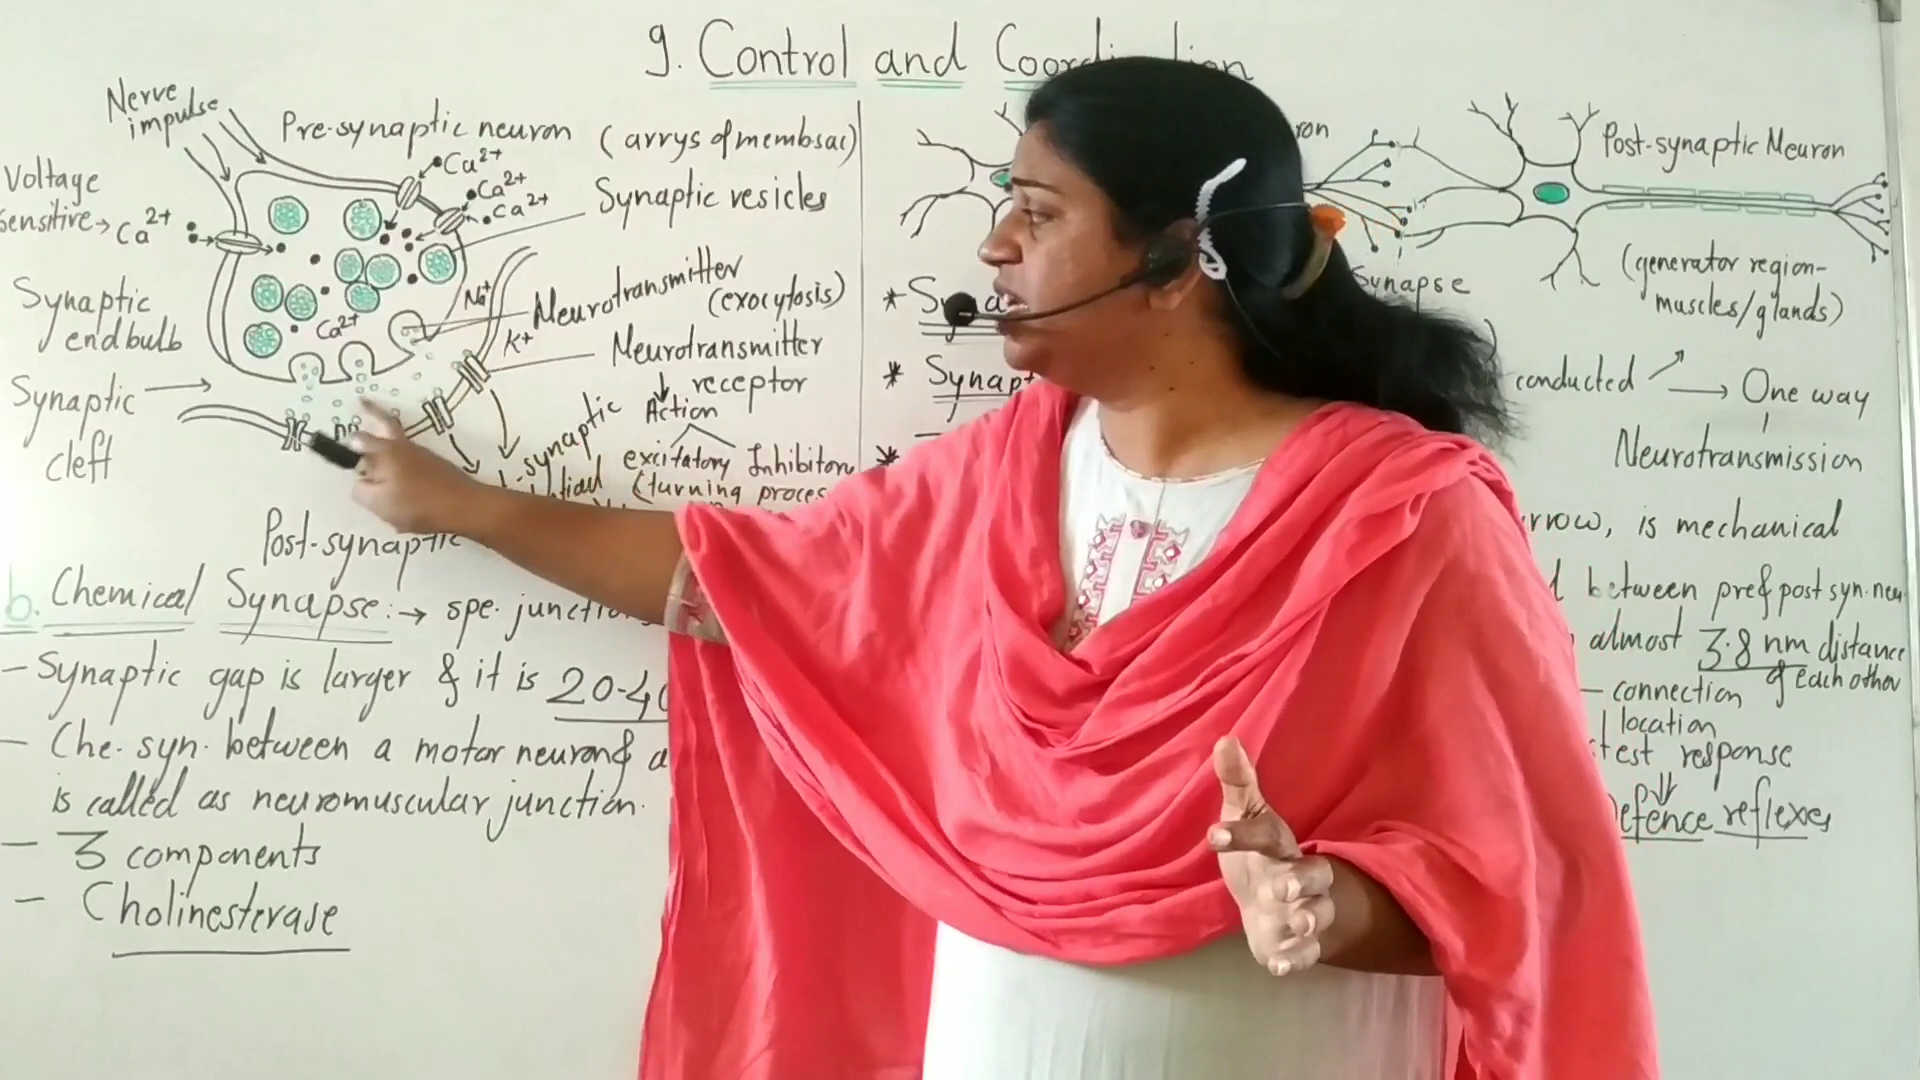 9. Control and Coordination
Nerve
impulse
Pre-synaptic neuron (arrys of membsac)
Ca2+
Ca2+
Ca2+
Voltage
sensitive → Ca2+
Synaptic vesicles
Synaptic
end bulb
Ca2+
Na+
K+
Neurotransmitter
(exocytosis)
Neurotransmitter
receptor
Action
excitatory Inhibitory
(turning proces
Synaptic
cleft
synaptic
Post-synaptic
b. Chemical Synapse:→ spe. junctio
- Synaptic gap is larger & it is 20-40
- Che. syn. between a motor neuron & a
is called as neuromuscular junction.
- 3 components
- Cholinesterase
ron
Post-synaptic Neuron
(generator region-
muscles/glands)
Synapse
* Syna
* Synapt
*
conducted → One way
Neurotransmission
rrow, is mechanical
between pre & post syn. neu
almost 3.8 nm distance
of each other
- connection
location
test response
Defence reflexes